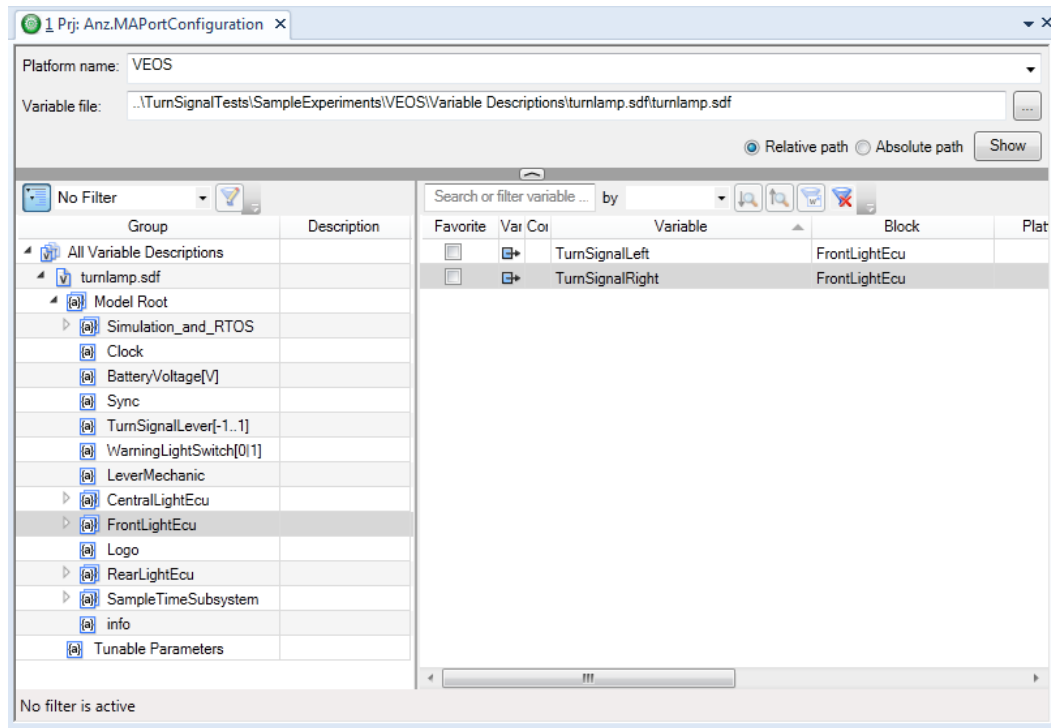 1 Prj: Anz.MAPortConfiguration
Platform name: VEOS
Variable file: ..\TurnSignalTests\SampleExperiments\VEOS\Variable Descriptions\turnlamp.sdf\turnlamp.sdf ...
Relative path Absolute path Show
No Filter
Search or filter variable ... by
Group Description
Favorite Var Cor Variable Block Plat
All Variable Descriptions
TurnSignalLeft FrontLightEcu
turnlamp.sdf
TurnSignalRight FrontLightEcu
Model Root
Simulation_and_RTOS
Clock
BatteryVoltage[V]
Sync
TurnSignalLever[-1..1]
WarningLightSwitch[0|1]
LeverMechanic
CentralLightEcu
FrontLightEcu
Logo
RearLightEcu
SampleTimeSubsystem
info
Tunable Parameters
No filter is active